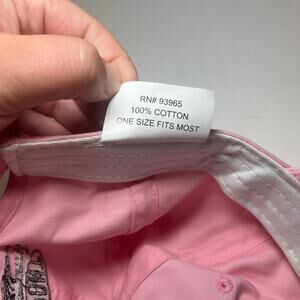 RN# 93965
100% COTTON
ONE SIZE FITS MOST